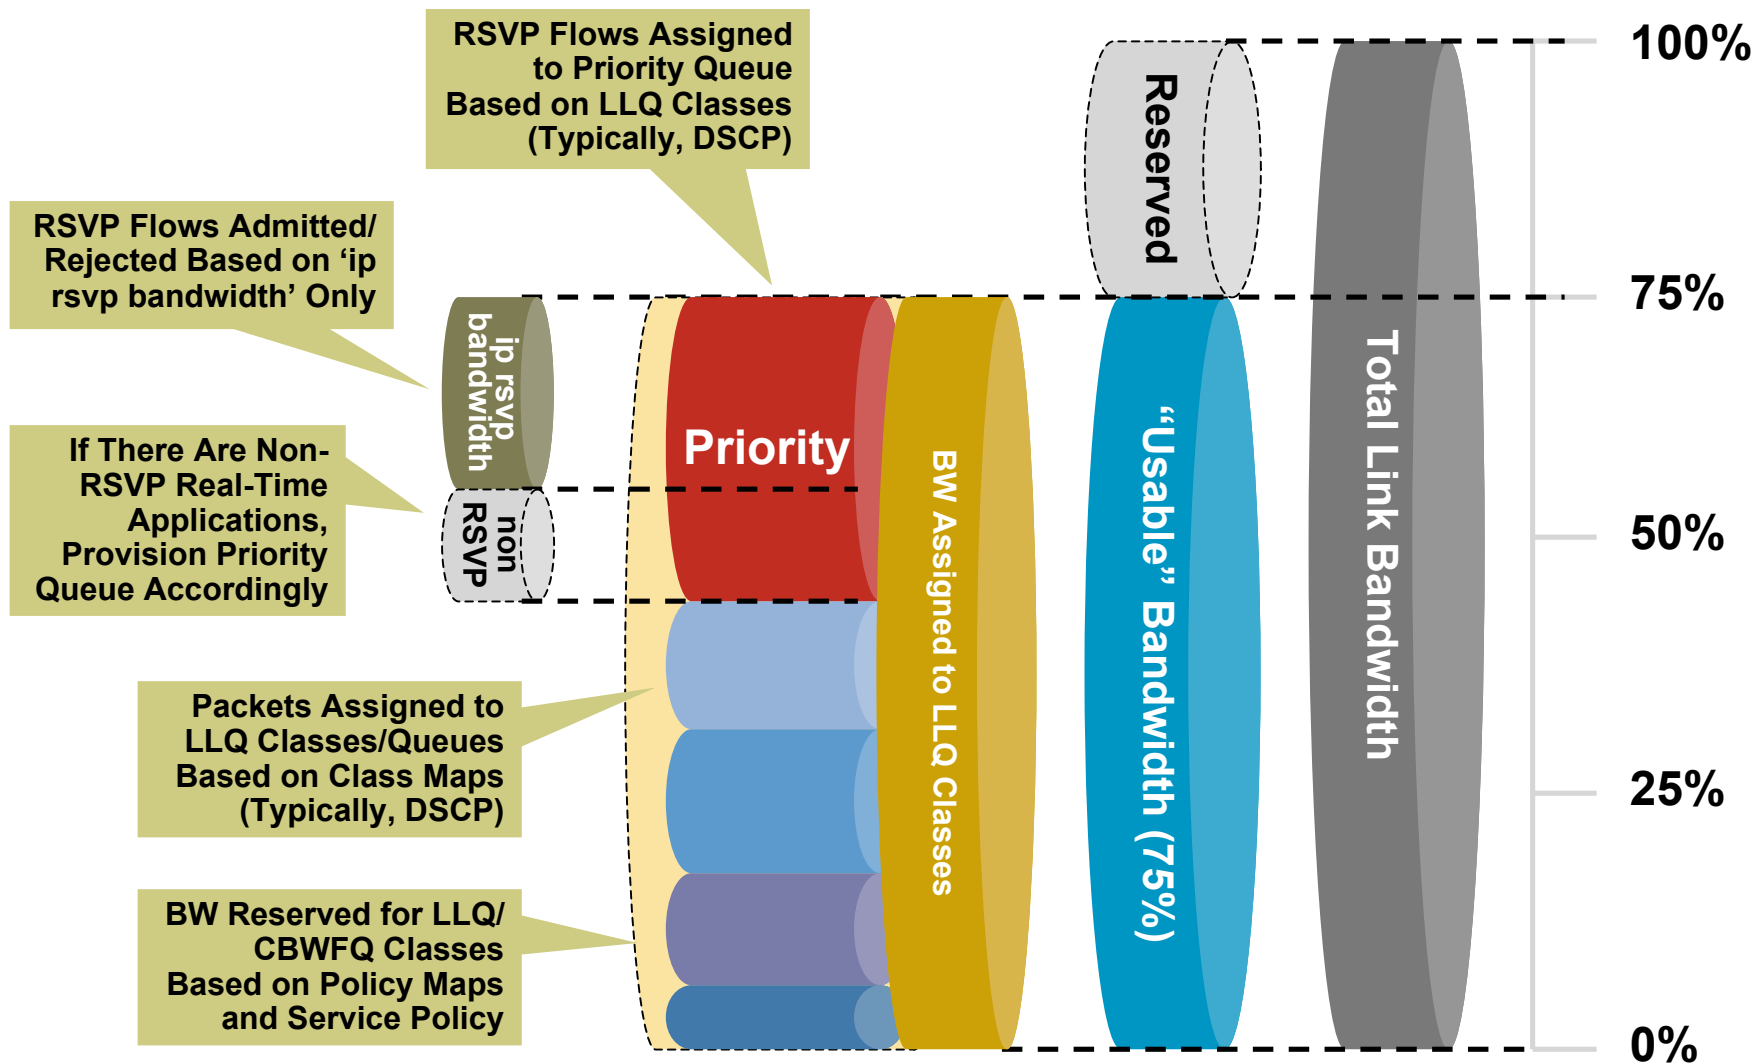 RSVP Flows Assigned
to Priority Queue
Based on LLQ Classes
(Typically, DSCP)
RSVP Flows Admitted/
Rejected Based on ‘ip
rsvp bandwidth’ Only
If There Are Non-
RSVP Real-Time
Applications,
Provision Priority
Queue Accordingly
Packets Assigned to
LLQ Classes/Queues
Based on Class Maps
(Typically, DSCP)
BW Reserved for LLQ/
CBWFQ Classes
Based on Policy Maps
and Service Policy
ip rsvp
bandwidth
non
RSVP
Priority
BW Assigned to LLQ Classes
Reserved
“Usable” Bandwidth (75%)
Total Link Bandwidth
100%
75%
50%
25%
0%